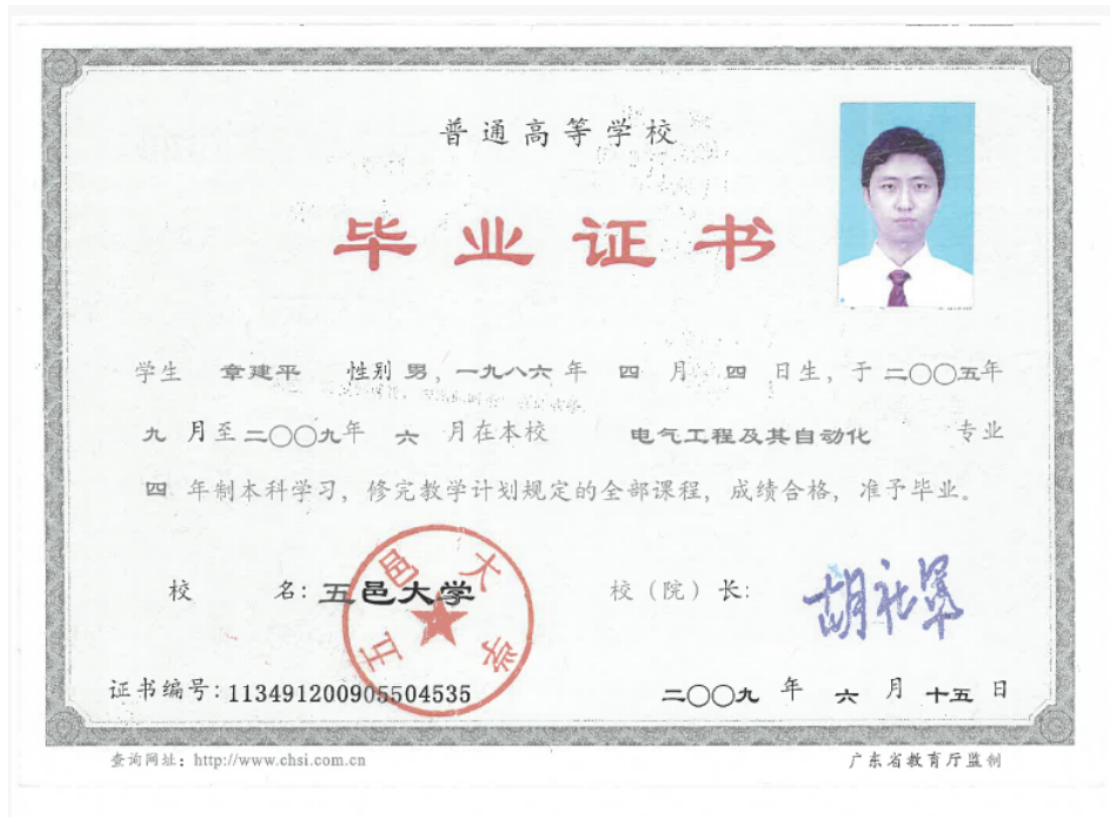 普通高等学校
毕业证书
学生 章建平 性别 男, 一九八六 年 四 月 四 日生, 于 二〇〇五年
九 月至 二〇〇九年 六 月在本校 电气工程及其自动化 专业
四 年制本科学习, 修完教学计划规定的全部课程, 成绩合格, 准予毕业。
校 名: 五邑大学 校（院）长:
五邑大学
证书编号: 113491200905504535 二〇〇九 年 六 月 十五 日
查询网址: http://www.chsi.com.cn 广东省教育厅监制